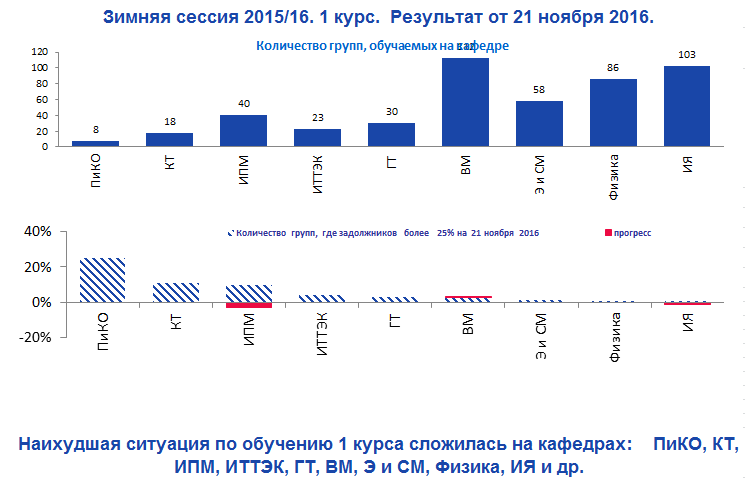 Зимняя сессия 2015/16. 1 курс. Результат от 21 ноября 2016.
Количество групп, обучаемых на кафедре
120
100
80
60
40
20
0
8
18
40
23
30
58
86
103
ПиКО
КТ
ИПМ
ИТТЭК
ГТ
ВМ
Э и СМ
Физика
ИЯ
Количество групп, где задолжников более 25% на 21 ноября 2016
прогресс
40%
20%
0%
-20%
ПиКО
КТ
ИПМ
ИТТЭК
ГТ
ВМ
Э и СМ
Физика
ИЯ
Наихудшая ситуация по обучению 1 курса сложилась на кафедрах: ПиКО, КТ,
ИПМ, ИТТЭК, ГТ, ВМ, Э и СМ, Физика, ИЯ и др.